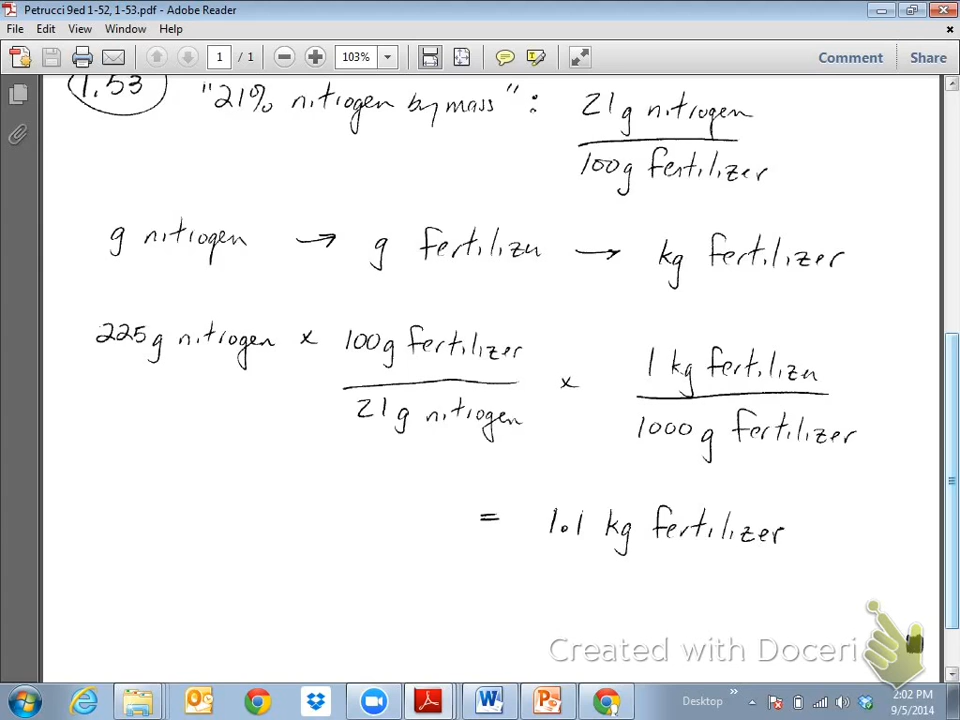 Petrucci 9ed 1-52, 1-53.pdf - Adobe Reader
File Edit View Window Help
1 / 1 103% Comment Share
1.53 "21% nitrogen by mass" : 21g nitrogen
100g fertilizer
g nitrogen → g fertilizer → kg fertilizer
225g nitrogen x 100g fertilizer x 1 kg fertilizer
21g nitrogen 1000 g fertilizer
= 1.1 kg fertilizer
Created with Doceri
Desktop » 2:02 PM
9/5/2014